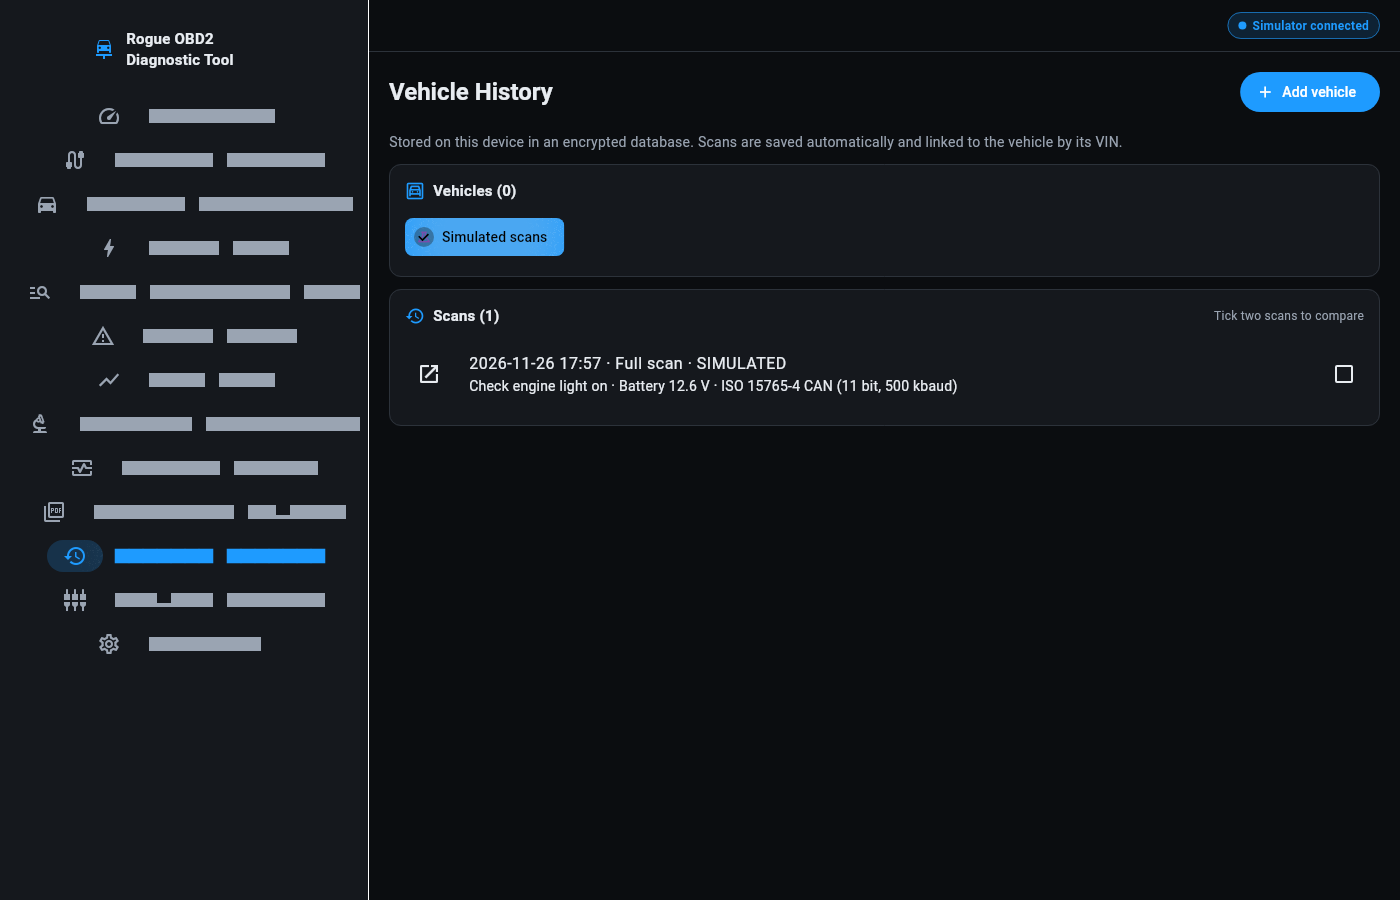 Rogue OBD2
Diagnostic Tool
Simulator connected
Vehicle History
Add vehicle
Stored on this device in an encrypted database. Scans are saved automatically and linked to the vehicle by its VIN.
Vehicles (0)
Simulated scans
Scans (1)
Tick two scans to compare
2026-11-26 17:57 · Full scan · SIMULATED
Check engine light on · Battery 12.6 V · ISO 15765-4 CAN (11 bit, 500 kbaud)
PDF